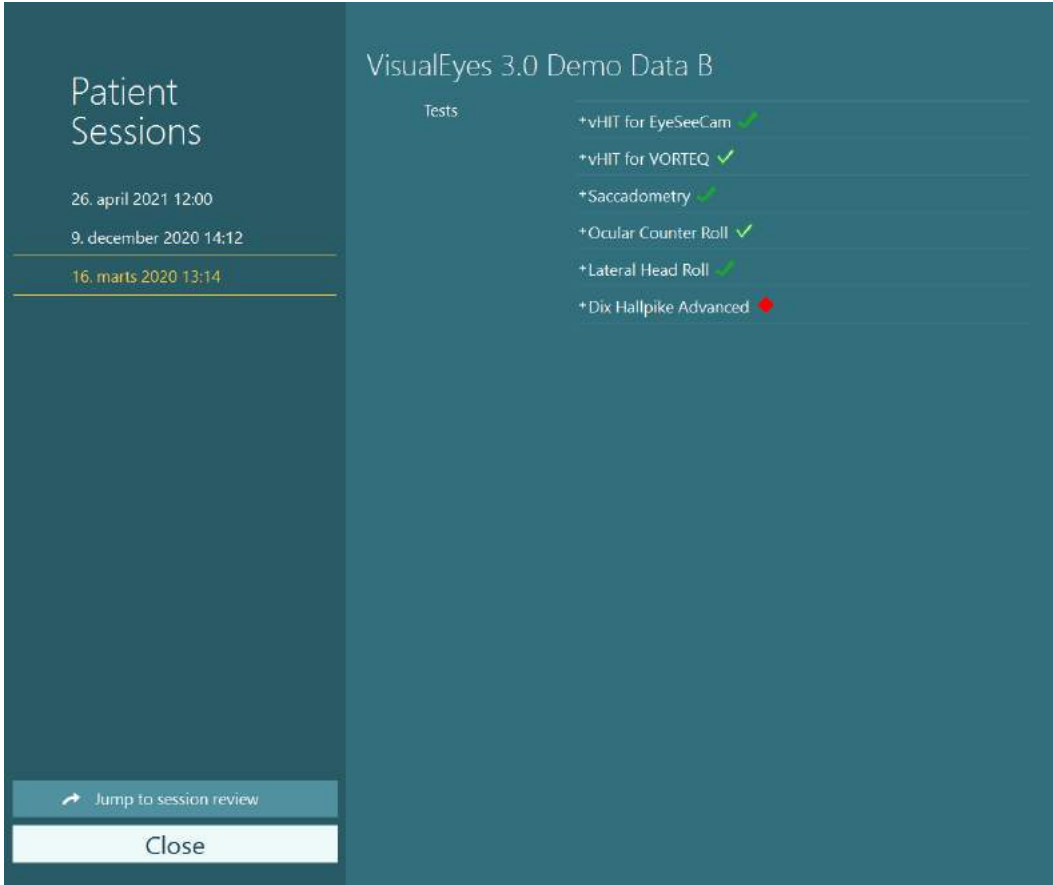 Patient
Sessions
26. april 2021 12:00
9. december 2020 14:12
16. marts 2020 13:14
Jump to session review
Close
VisualEyes 3.0 Demo Data B
Tests
+vHIT for EyeSeeCam
+vHIT for VORTEQ
+Saccadometry
+Ocular Counter Roll
+Lateral Head Roll
+Dix Hallpike Advanced